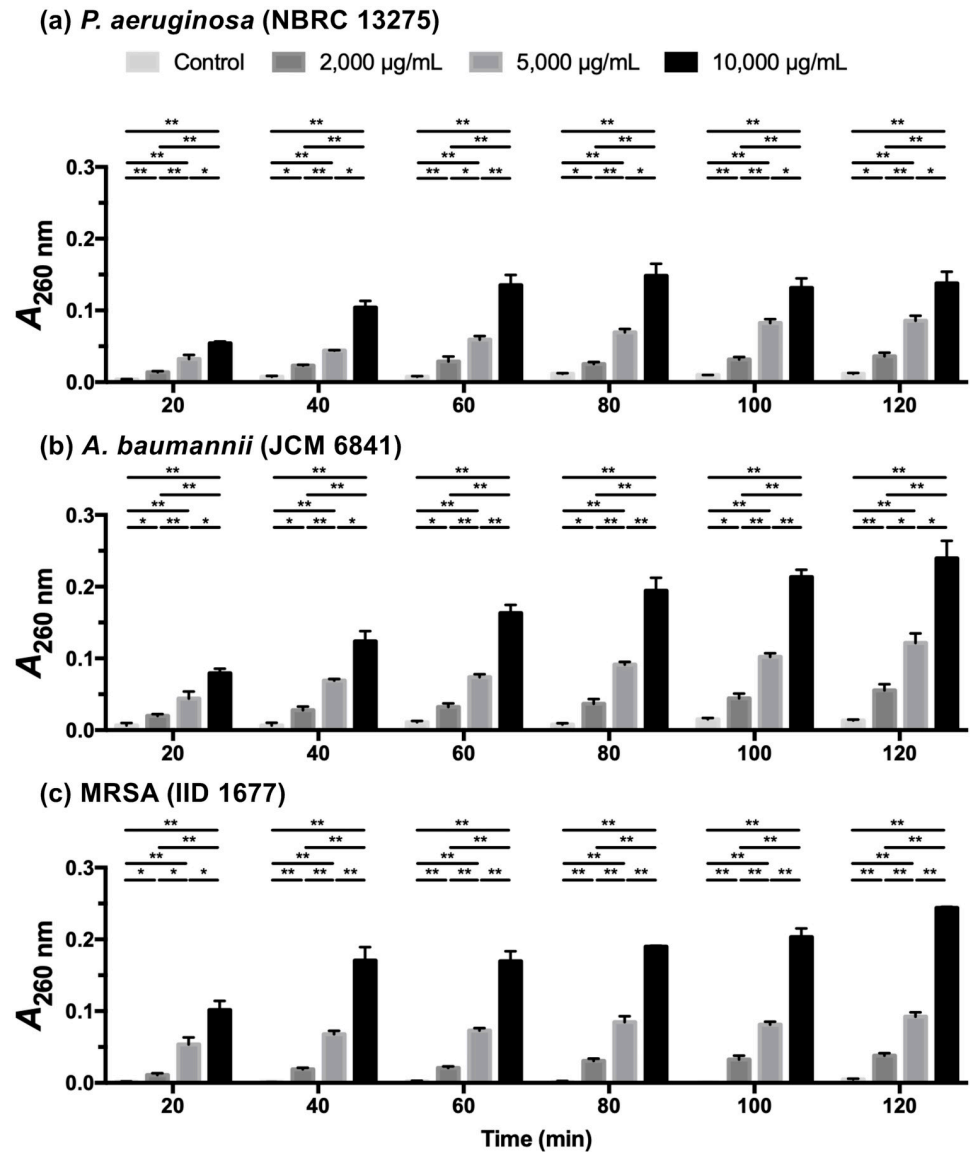 (a) P. aeruginosa (NBRC 13275)
Control 2,000 µg/mL 5,000 µg/mL 10,000 µg/mL
** ** ** ** ** **
** ** ** ** ** **
** ** ** ** ** **
** ** * * ** * ** * ** * ** * ** ** * * ** *
0.3
0.2
0.1
0.0
A260 nm
20 40 60 80 100 120
(b) A. baumannii (JCM 6841)
** ** ** ** ** **
** ** ** ** ** **
** ** ** ** ** **
* ** * * ** * * ** ** * ** ** * ** ** ** * *
0.3
0.2
0.1
0.0
A260 nm
20 40 60 80 100 120
(c) MRSA (IID 1677)
** ** ** ** ** **
** ** ** ** ** **
** ** ** ** ** **
* * * ** ** ** ** ** ** ** ** ** ** ** ** ** ** **
0.3
0.2
0.1
0.0
A260 nm
20 40 60 80 100 120
Time (min)